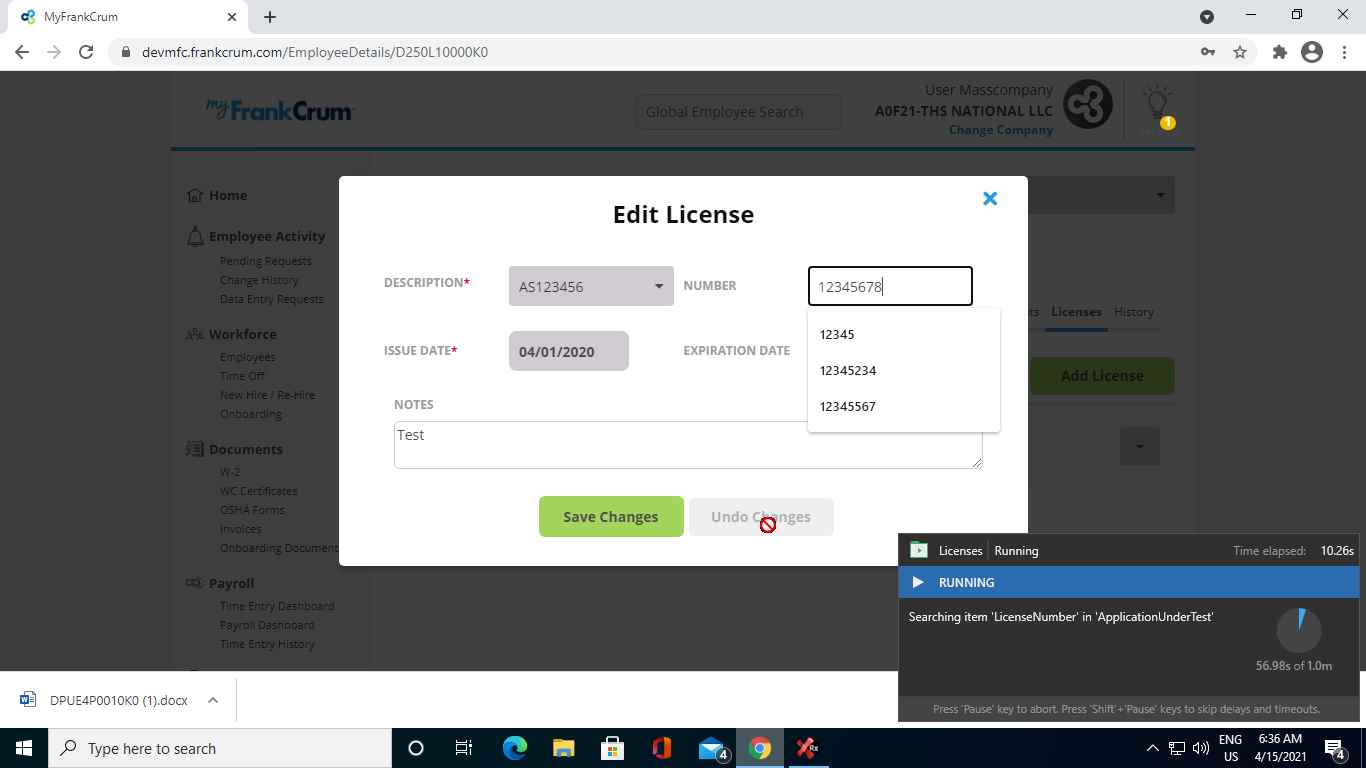 MyFrankCrum
devmfc.frankcrum.com/EmployeeDetails/D250L10000K0
myFrankCrum
Global Employee Search
User Masscompany
A0F21-THS NATIONAL LLC
Change Company
1
Home
Employee Activity
Pending Requests
Change History
Data Entry Requests
Workforce
Employees
Time Off
New Hire / Re-Hire
Onboarding
Documents
W-2
WC Certificates
OSHA Forms
Invoices
Onboarding Document
Payroll
Time Entry Dashboard
Payroll Dashboard
Time Entry History
Edit License
DESCRIPTION*
AS123456
NUMBER
12345678
12345
12345234
12345567
ISSUE DATE*
04/01/2020
EXPIRATION DATE
NOTES
Test
Save Changes
Undo Changes
ts Licenses History
Add License
Licenses Running
Time elapsed: 10.26s
RUNNING
Searching item 'LicenseNumber' in 'ApplicationUnderTest'
56.98s of 1.0m
Press 'Pause' key to abort. Press 'Shift'+'Pause' keys to skip delays and timeouts.
DPUE4P0010K0 (1).docx
Type here to search
4
Rx
ENG
US
6:36 AM
4/15/2021
4